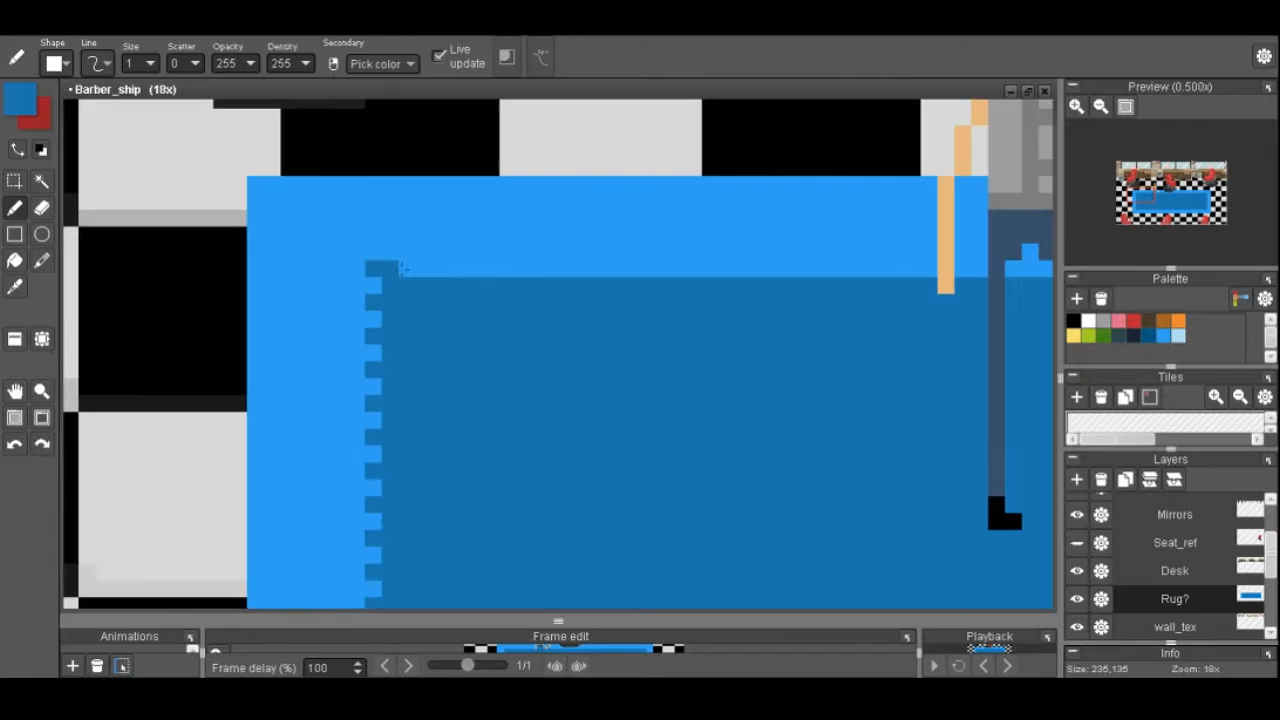 Shape Line Size Scatter Opacity Density Secondary
1 0 255 255 Pick color Live update
Barber_ship (18x)
Preview (0.500x)
Palette
Tiles
Layers
Mirrors
Seat_ref
Desk
Rug?
wall_tex
Animations Frame edit Playback Info
Frame delay (%) 100 1/1 Size: 235,135 Zoom: 18x